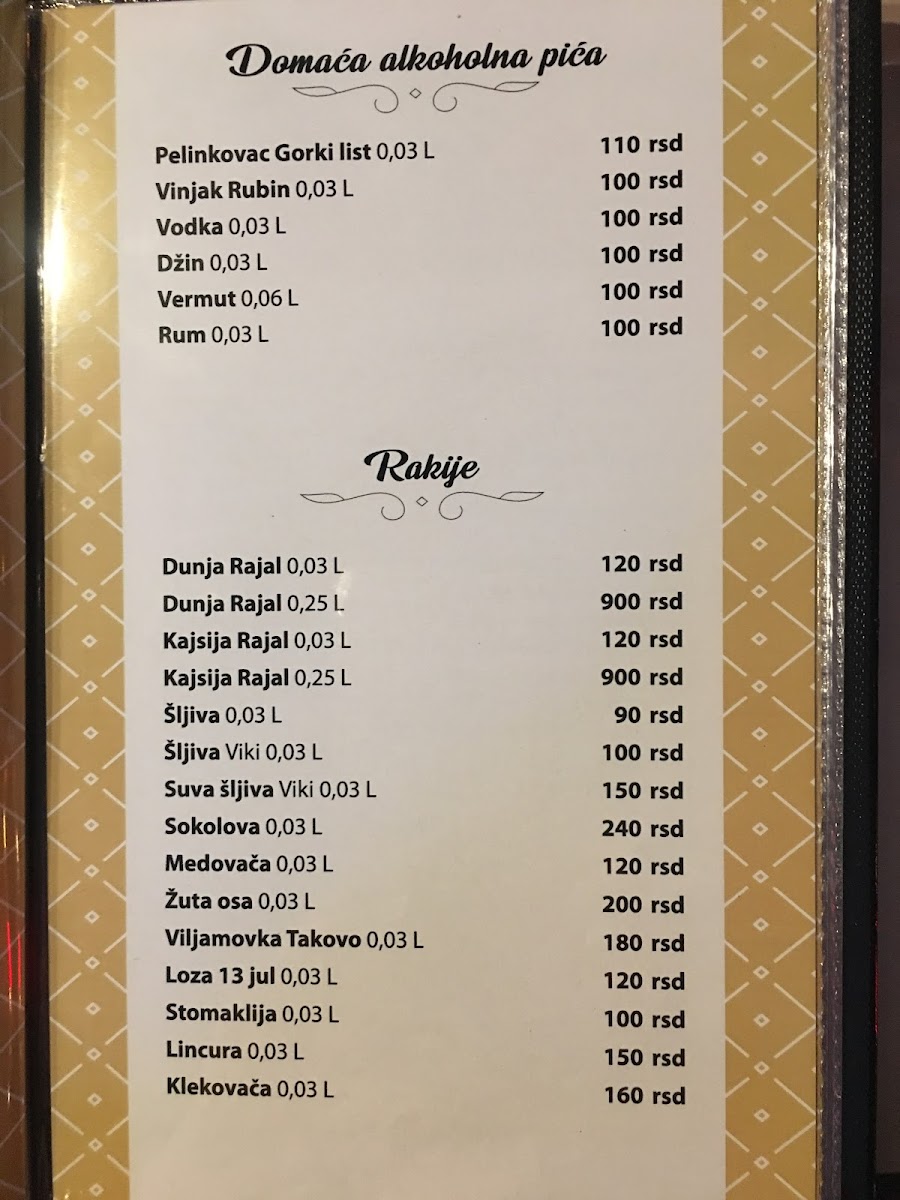 Domaća alkoholna pića
Pelinkovac Gorki list 0,03 L 110 rsd
Vinjak Rubin 0,03 L 100 rsd
Vodka 0,03 L 100 rsd
Džin 0,03 L 100 rsd
Vermut 0,06 L 100 rsd
Rum 0,03 L 100 rsd
Rakije
Dunja Rajal 0,03 L 120 rsd
Dunja Rajal 0,25 L 900 rsd
Kajsija Rajal 0,03 L 120 rsd
Kajsija Rajal 0,25 L 900 rsd
Šljiva 0,03 L 90 rsd
Šljiva Viki 0,03 L 100 rsd
Suva šljiva Viki 0,03 L 150 rsd
Sokolova 0,03 L 240 rsd
Medovača 0,03 L 120 rsd
Žuta osa 0,03 L 200 rsd
Viljamovka Takovo 0,03 L 180 rsd
Loza 13 jul 0,03 L 120 rsd
Stomaklija 0,03 L 100 rsd
Lincura 0,03 L 150 rsd
Klekovača 0,03 L 160 rsd